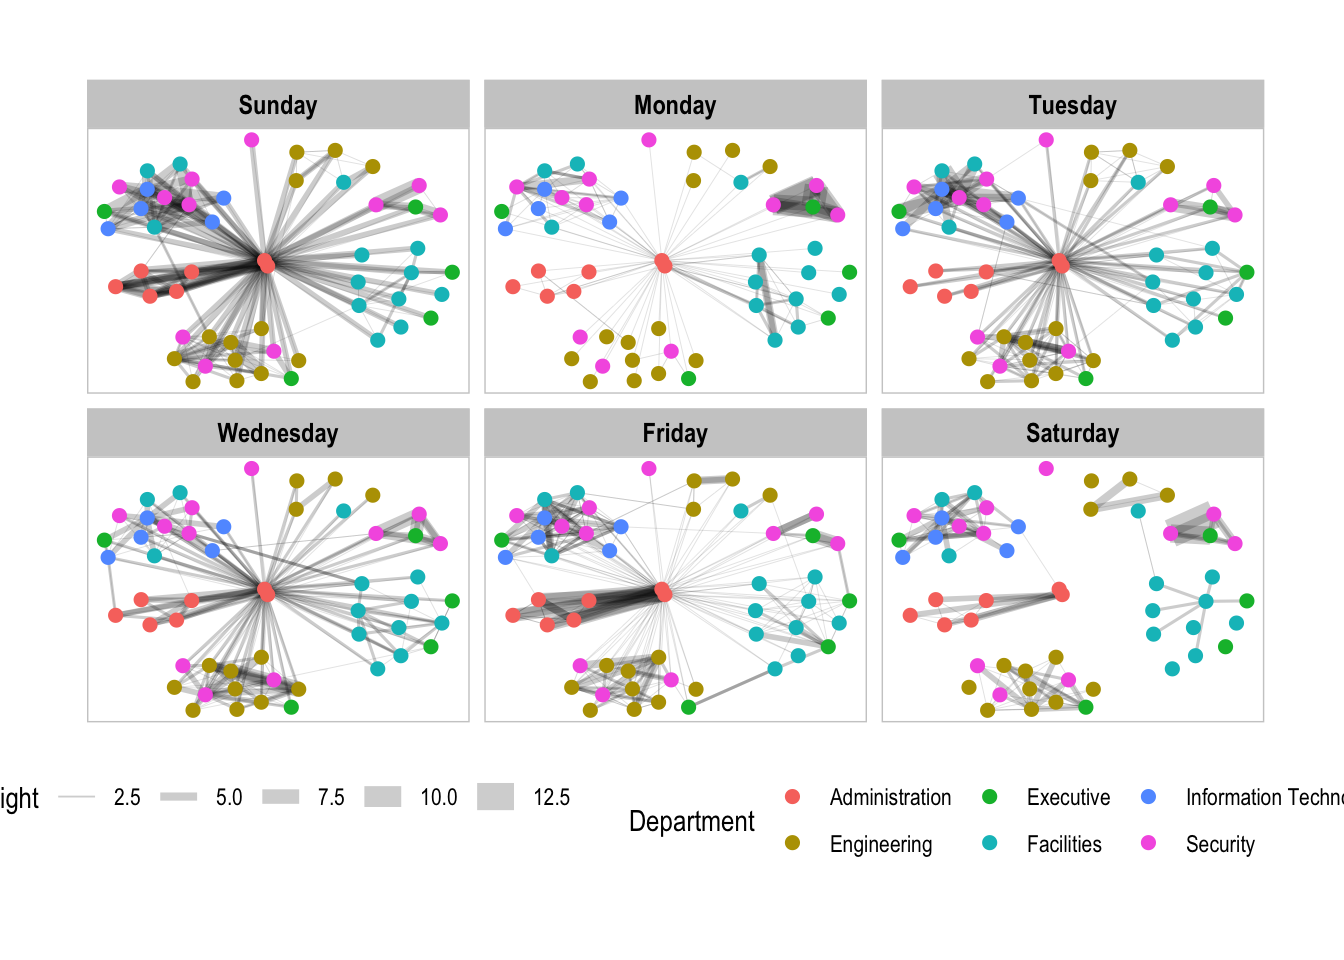 Sunday Monday Tuesday
Wednesday Friday Saturday
ight 2.5 5.0 7.5 10.0 12.5
Department
Administration Executive Information Techno
Engineering Facilities Security